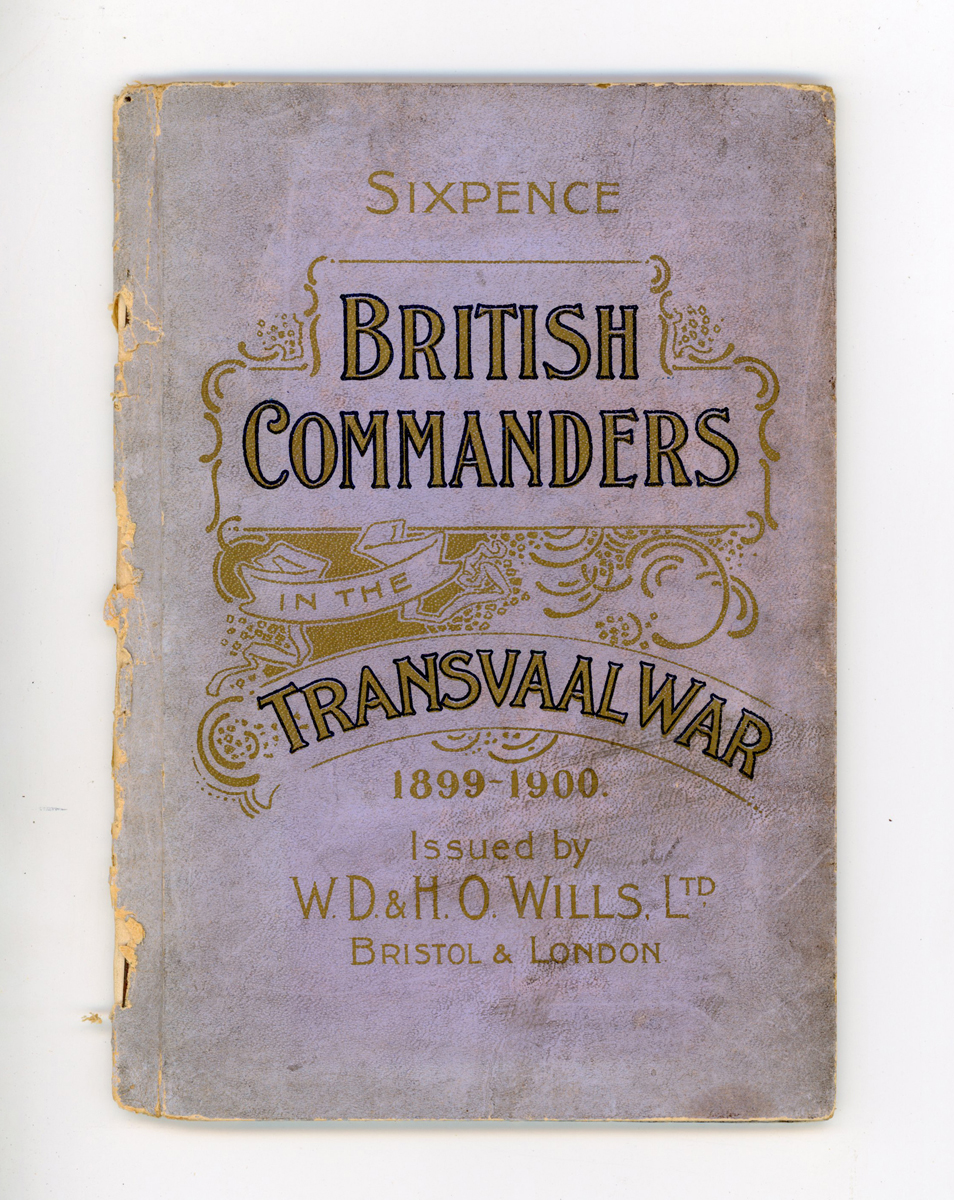 SIXPENCE
BRITISH
COMMANDERS
IN THE
TRANSVAAL WAR
1899-1900.
Issued by
W. D. & H. O. WILLS, LTD
BRISTOL & LONDON